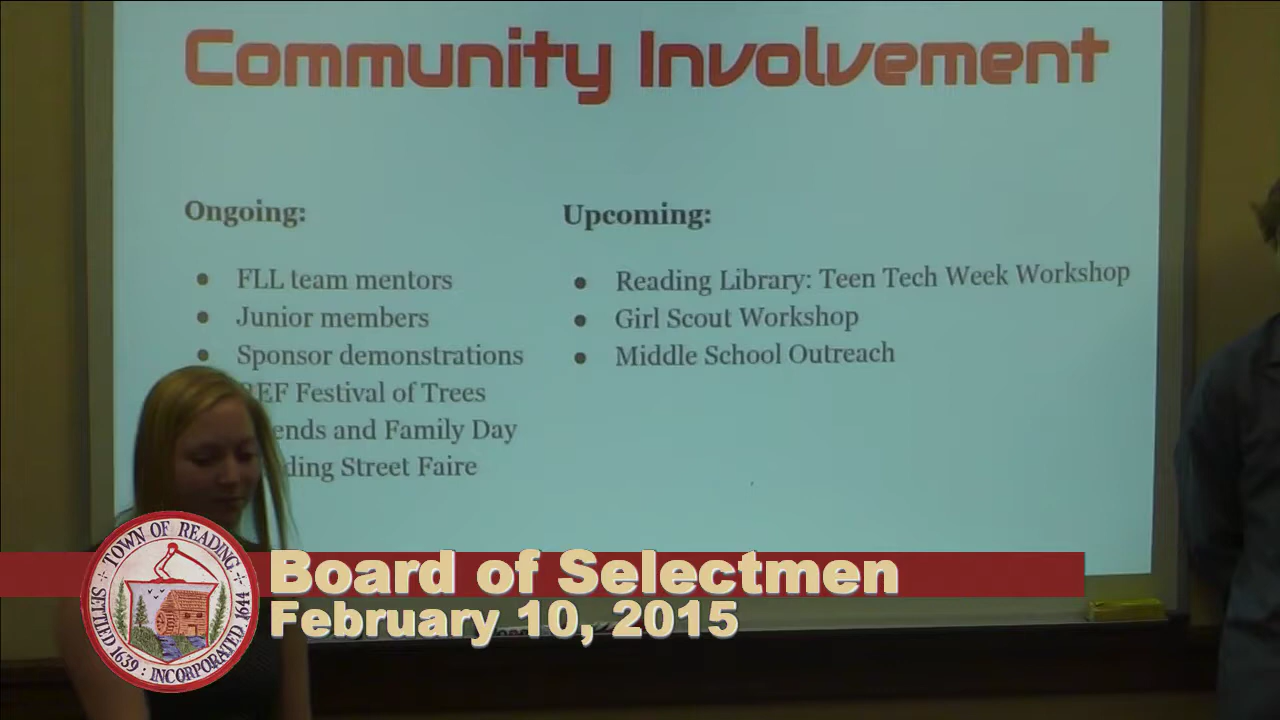 Community Involvement
Ongoing:
FLL team mentors
Junior members
Sponsor demonstrations
EF Festival of Trees
ends and Family Day
ding Street Faire
Upcoming:
Reading Library: Teen Tech Week Workshop
Girl Scout Workshop
Middle School Outreach
TOWN OF READING
SETTLED 1639 : INCORPORATED 1644
Board of Selectmen
February 10, 2015